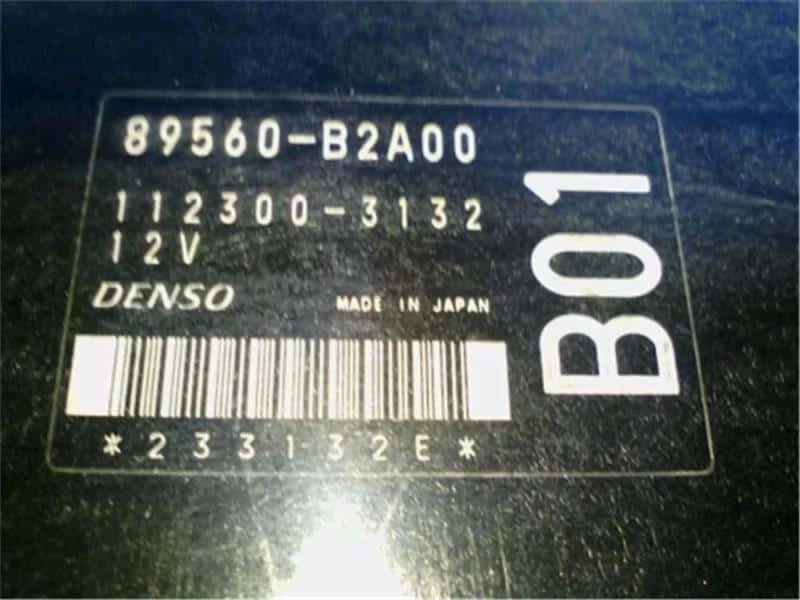 89560-B2A00
112300-3132
12V
DENSO MADE IN JAPAN
*233132E*
B01